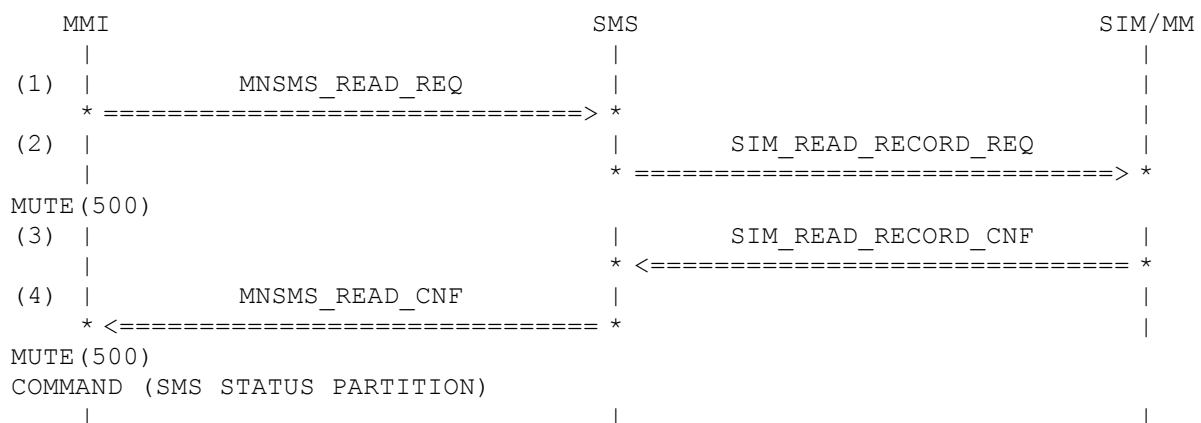 MMI SMS SIM/MM
| | |
(1) | MNSMS_READ_REQ | |
* ==============================> * |
(2) | | SIM_READ_RECORD_REQ |
| * ==============================> *
MUTE(500)
(3) | | SIM_READ_RECORD_CNF |
| * <============================== *
(4) | MNSMS_READ_CNF | |
* <============================== * |
MUTE(500)
COMMAND (SMS STATUS PARTITION)
| | |